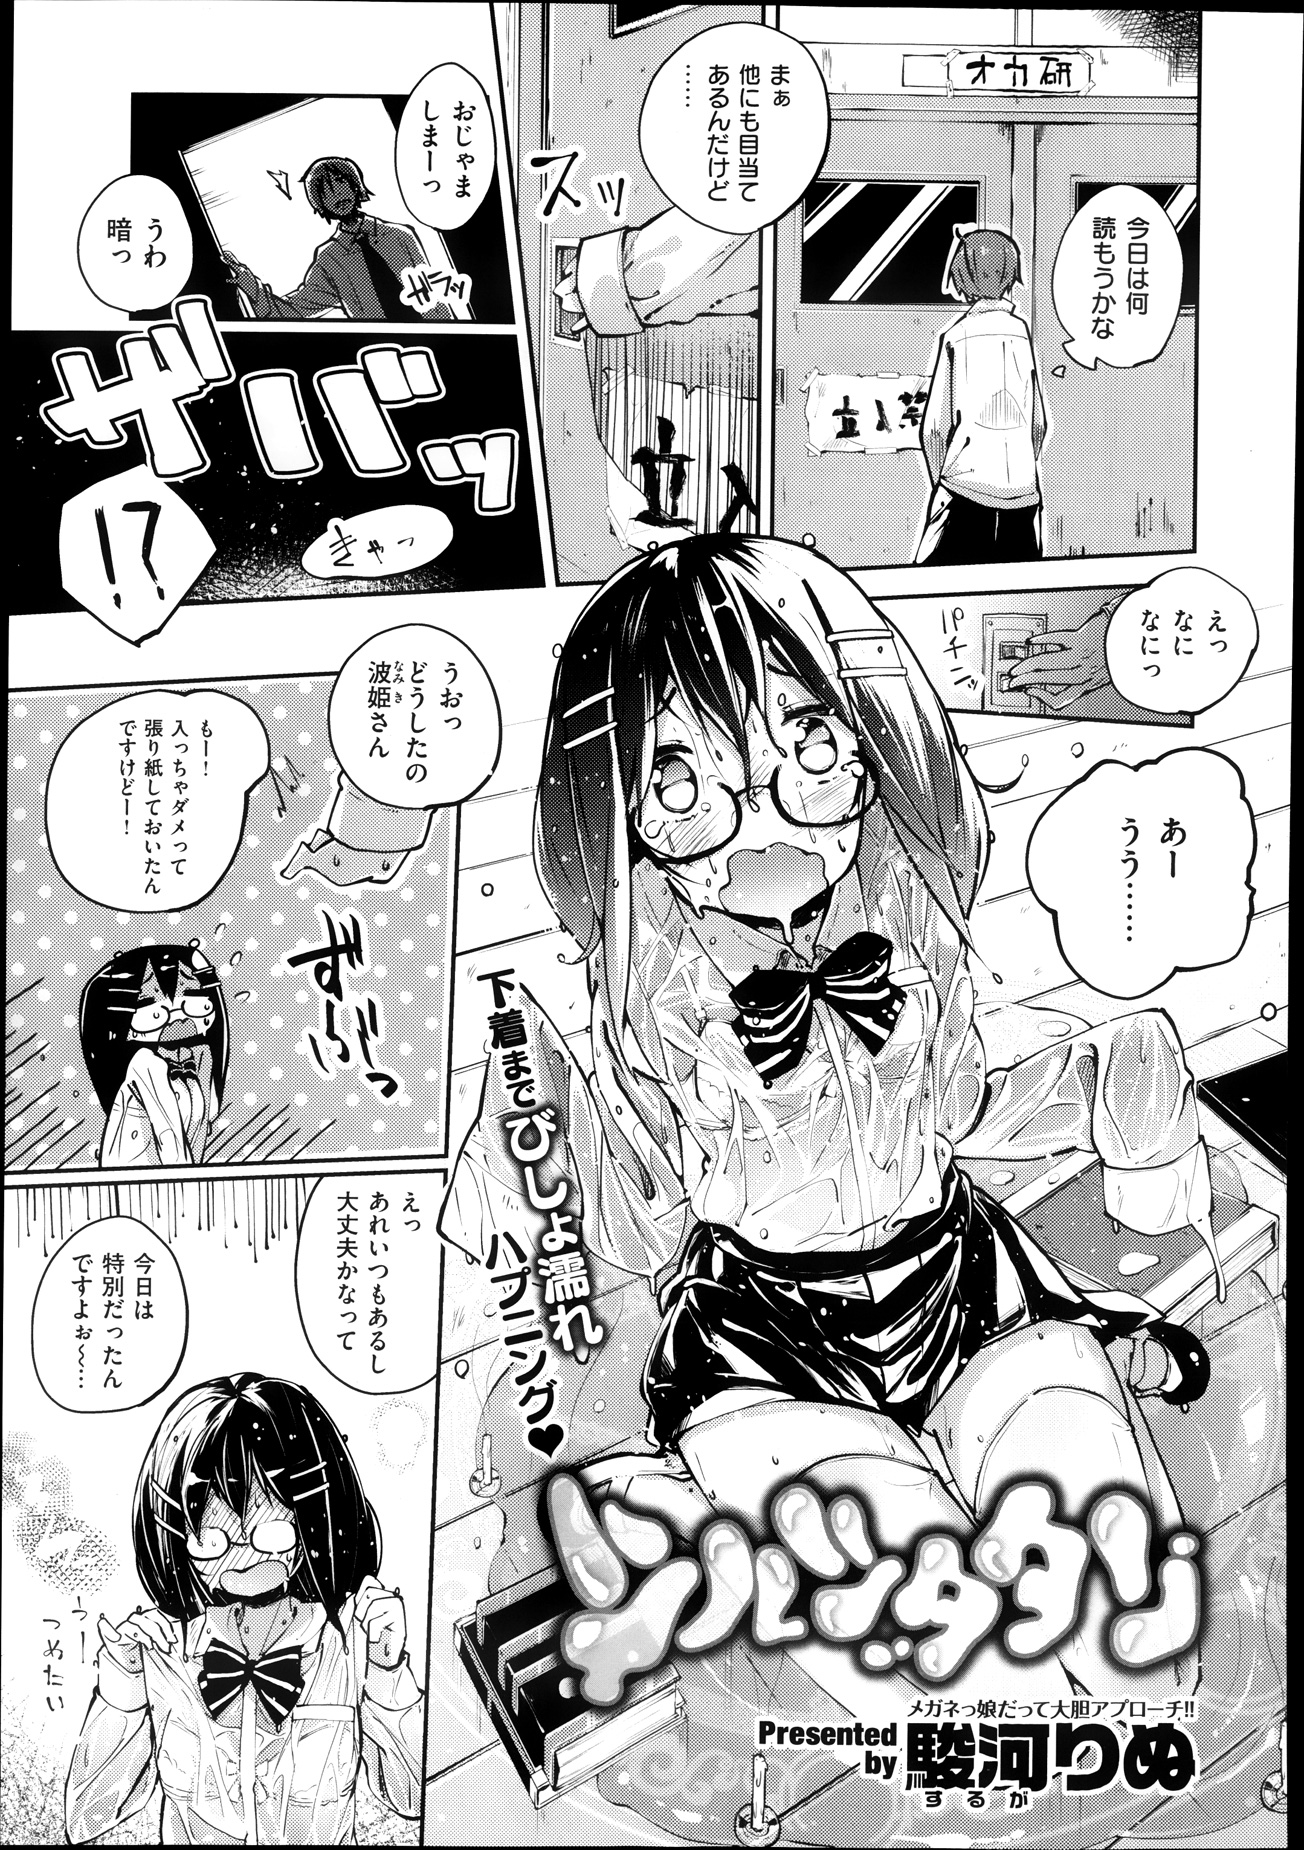 オカ研
今日は何
読もうかな
まぁ
他にも目当て
あるんだけど
……
スッ
おじゃま
しまーっ
ガラッ
うわ
暗っ
ザバッ
!?
きゃっ
えっ
なに
なにっ
パチンッ
あー
うう……
うおっ
どうしたの
波姫さん
なみき
もー!
入っちゃダメって
張り紙しておいたん
ですけどー!
ずぶっ
下着までびしょ濡れ
ハプニング♥
えっ
あれいつもあるし
大丈夫かなって
今日は
特別だったん
ですよぉ〜……
うー
つめたい
メガネっ娘だって大胆アプローチ!!
Presented
by
駿河りぬ
するが